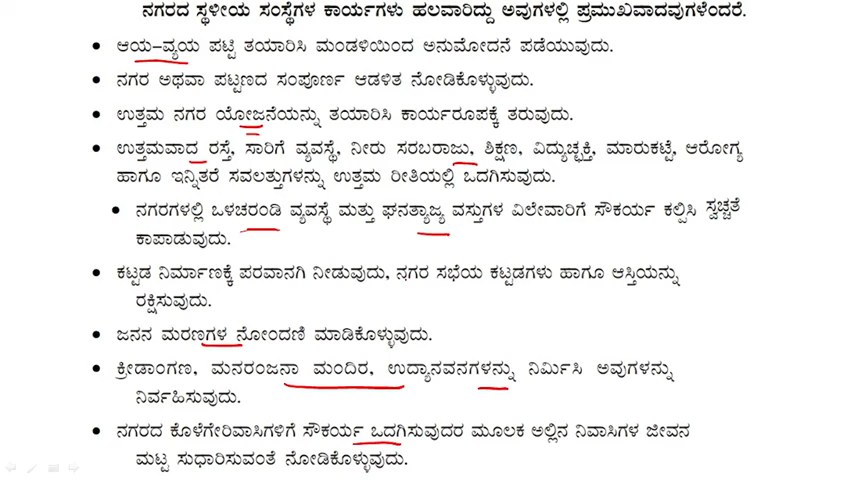 ನಗರದ ಸ್ಥಳೀಯ ಸಂಸ್ಥೆಗಳ ಕಾರ್ಯಗಳು ಹಲವಾರಿದ್ದು ಅವುಗಳಲ್ಲಿ ಪ್ರಮುಖವಾದವುಗಳೆಂದರೆ.
• ಆಯ-ವ್ಯಯ ಪಟ್ಟಿ ತಯಾರಿಸಿ ಮಂಡಳಿಯಿಂದ ಅನುಮೋದನೆ ಪಡೆಯುವುದು.
• ನಗರ ಅಥವಾ ಪಟ್ಟಣದ ಸಂಪೂರ್ಣ ಆಡಳಿತ ನೋಡಿಕೊಳ್ಳುವುದು.
• ಉತ್ತಮ ನಗರ ಯೋಜನೆಯನ್ನು ತಯಾರಿಸಿ ಕಾರ್ಯರೂಪಕ್ಕೆ ತರುವುದು.
• ಉತ್ತಮವಾದ ರಸ್ತೆ, ಸಾರಿಗೆ ವ್ಯವಸ್ಥೆ, ನೀರು ಸರಬರಾಜು, ಶಿಕ್ಷಣ, ವಿದ್ಯುಚ್ಛಕ್ತಿ, ಮಾರುಕಟ್ಟೆ, ಆರೋಗ್ಯ
ಹಾಗೂ ಇನ್ನಿತರೆ ಸವಲತ್ತುಗಳನ್ನು ಉತ್ತಮ ರೀತಿಯಲ್ಲಿ ಒದಗಿಸುವುದು.
• ನಗರಗಳಲ್ಲಿ ಒಳಚರಂಡಿ ವ್ಯವಸ್ಥೆ ಮತ್ತು ಘನತ್ಯಾಜ್ಯ ವಸ್ತುಗಳ ವಿಲೇವಾರಿಗೆ ಸೌಕರ್ಯ ಕಲ್ಪಿಸಿ ಸ್ವಚ್ಚತೆ
ಕಾಪಾಡುವುದು.
• ಕಟ್ಟಡ ನಿರ್ಮಾಣಕ್ಕೆ ಪರವಾನಗಿ ನೀಡುವುದು, ನಗರ ಸಭೆಯ ಕಟ್ಟಡಗಳು ಹಾಗೂ ಆಸ್ತಿಯನ್ನು
ರಕ್ಷಿಸುವುದು.
• ಜನನ ಮರಣಗಳ ನೋಂದಣಿ ಮಾಡಿಕೊಳ್ಳುವುದು.
• ಕ್ರೀಡಾಂಗಣ, ಮನರಂಜನಾ ಮಂದಿರ, ಉದ್ಯಾನವನಗಳನ್ನು ನಿರ್ಮಿಸಿ ಅವುಗಳನ್ನು
ನಿರ್ವಹಿಸುವುದು.
• ನಗರದ ಕೊಳೆಗೇರಿವಾಸಿಗಳಿಗೆ ಸೌಕರ್ಯ ಒದಗಿಸುವುದರ ಮೂಲಕ ಅಲ್ಲಿನ ನಿವಾಸಿಗಳ ಜೀವನ
ಮಟ್ಟ ಸುಧಾರಿಸುವಂತೆ ನೋಡಿಕೊಳ್ಳುವುದು.